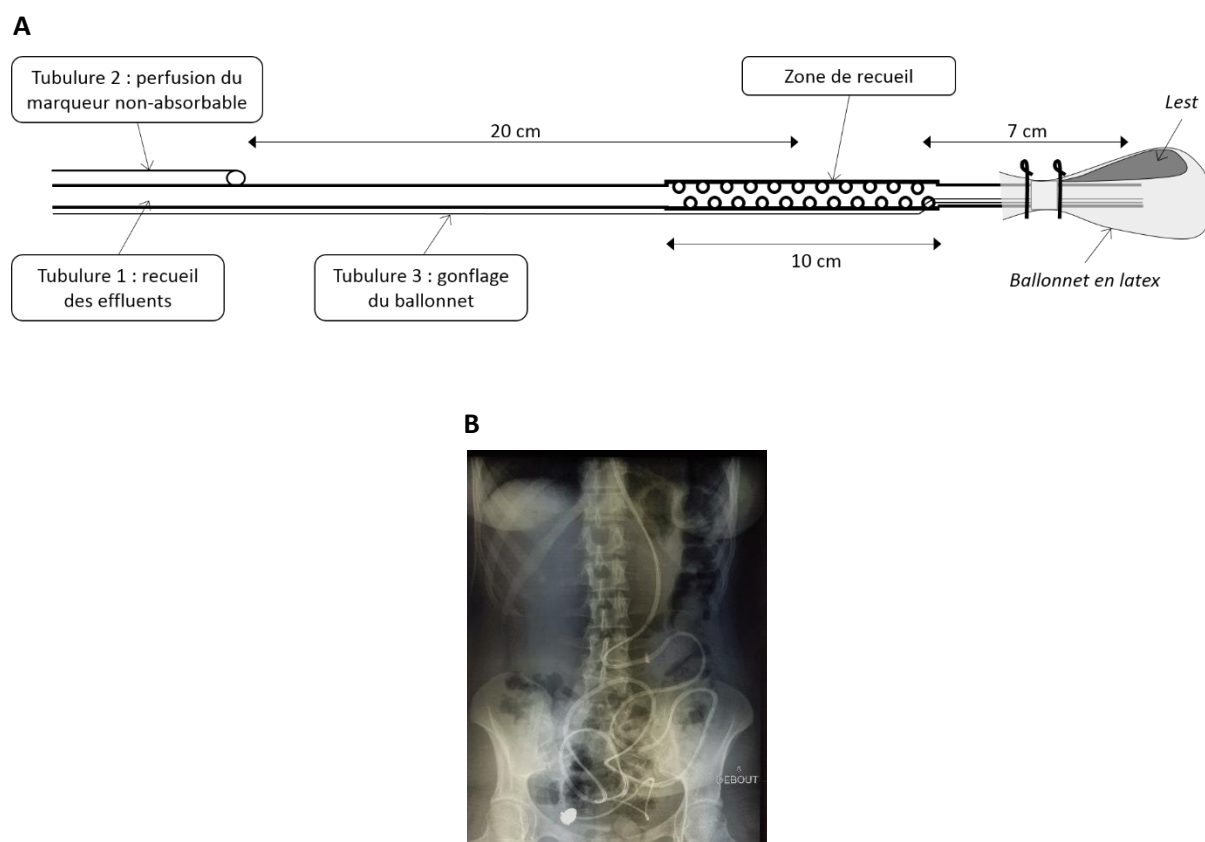 A
Tubulure 2 : perfusion du
marqueur non-absorbable
Zone de recueil
Lest
20 cm
7 cm
10 cm
Tubulure 1 : recueil
des effluents
Tubulure 3 : gonflage
du ballonnet
Ballonnet en latex
B
DEBOUT